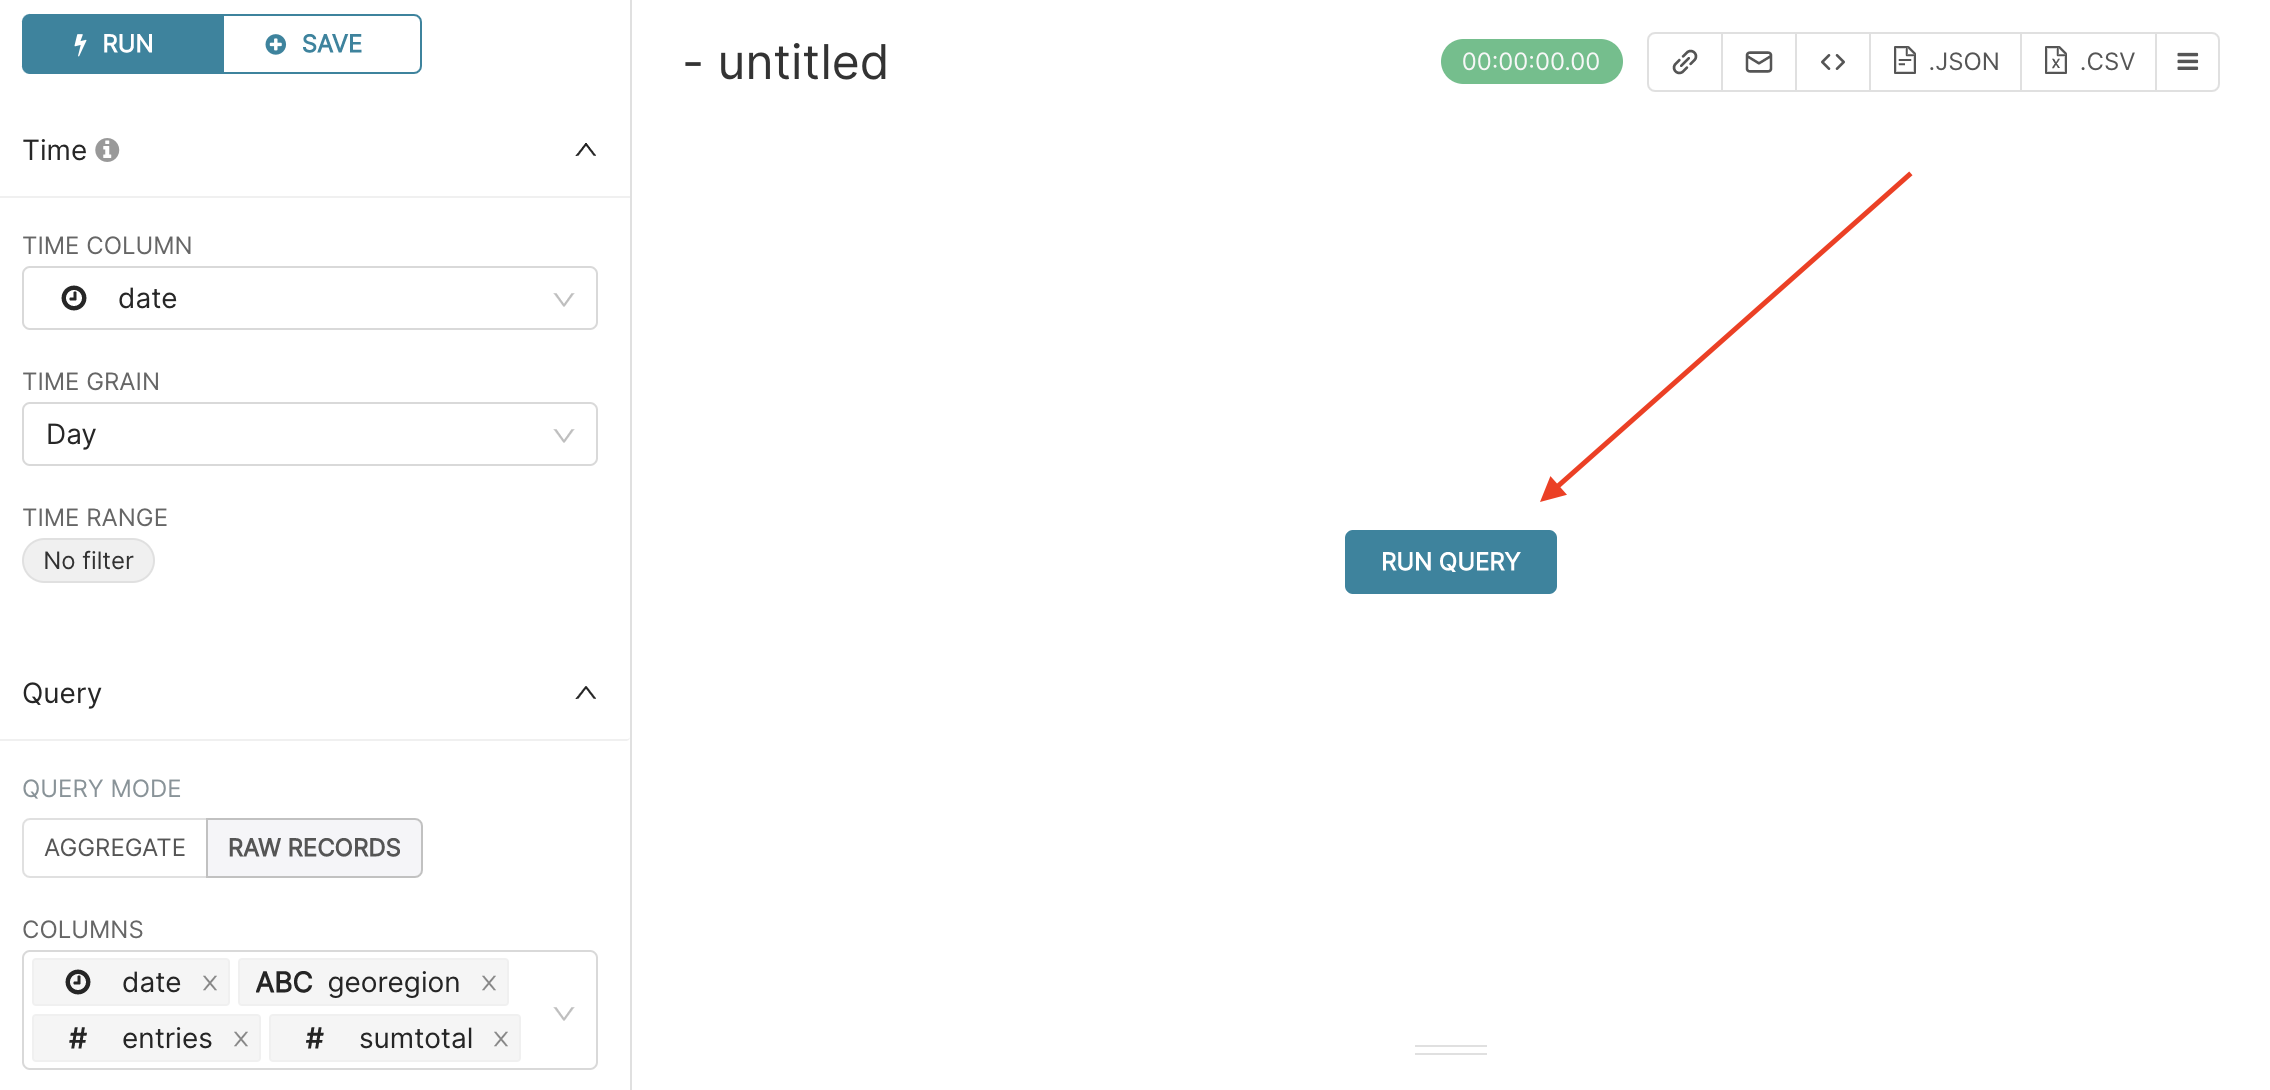 RUN SAVE
- untitled
00:00:00.00
.JSON
.CSV
Time
TIME COLUMN
date
TIME GRAIN
Day
TIME RANGE
No filter
RUN QUERY
Query
QUERY MODE
AGGREGATE RAW RECORDS
COLUMNS
date x ABC georegion x
# entries x # sumtotal x